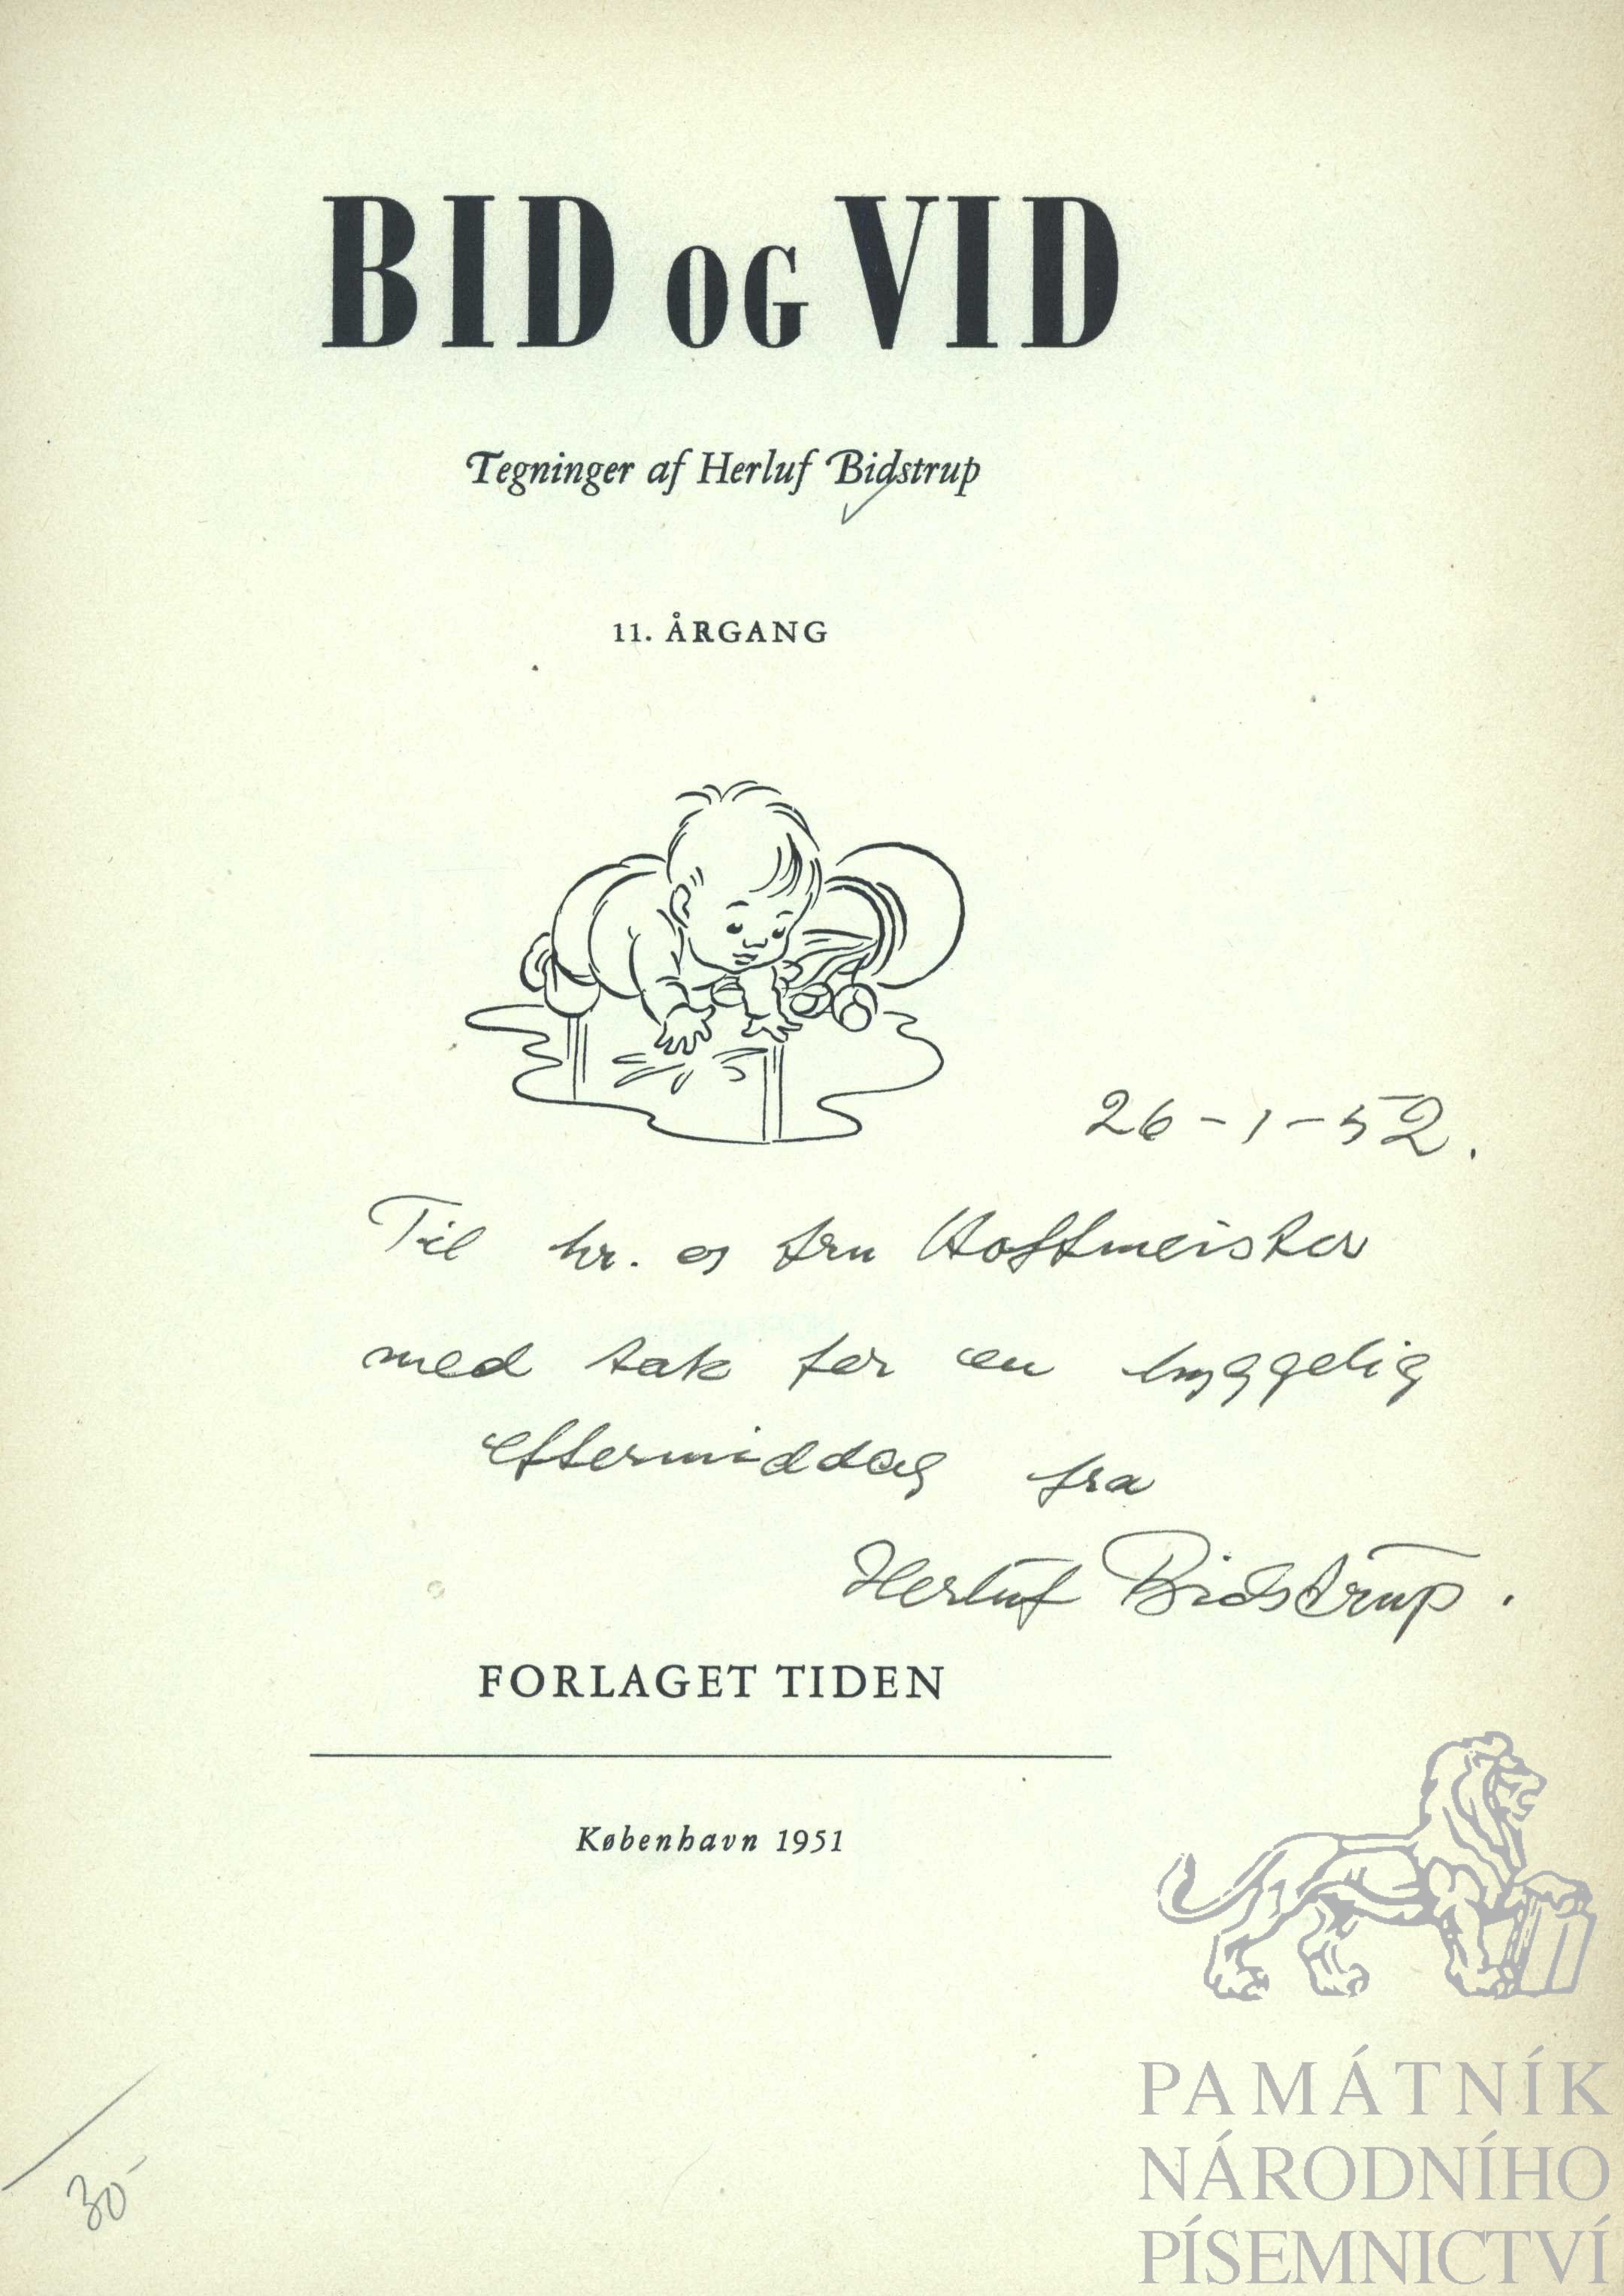 BID OG VID
Tegninger af Herluf Bidstrup
11. ÅRGANG
26-1-52.
Til hr. og fru Hoffmeister
med tak for en hyggelig
eftermiddag fra
Herluf Bidstrup.
FORLAGET TIDEN
København 1951
30-
PAMÁTNÍK
NÁRODNÍHO
PÍSEMNICTVÍ